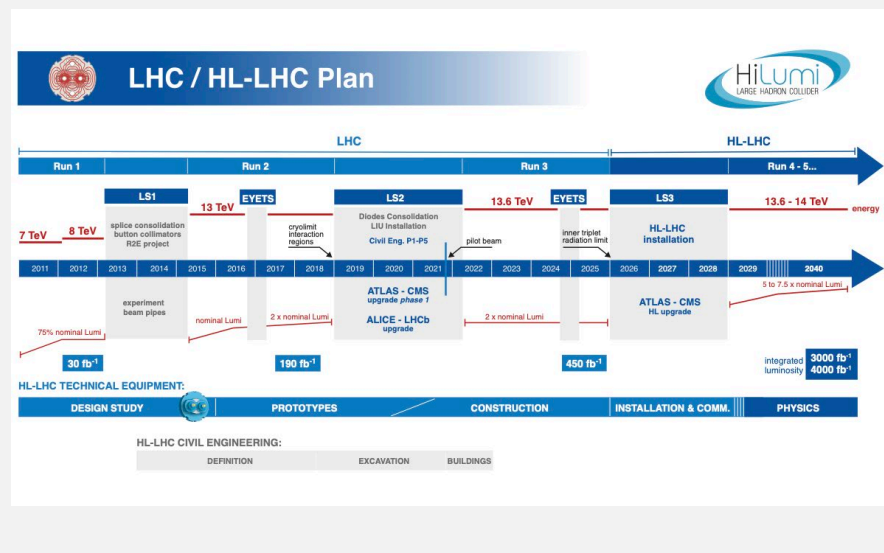 LHC / HL-LHC Plan
HiLumi
LARGE HADRON COLLIDER
LHC
HL-LHC
Run 1
Run 2
Run 3
Run 4 - 5...
LS1
EYETS
LS2
EYETS
LS3
7 TeV
8 TeV
13 TeV
13.6 TeV
13.6 - 14 TeV
energy
splice consolidation
button collimators
R2E project
cryolimit
interaction
regions
Diodes Consolidation
LIU Installation
Civil Eng. P1-P5
pilot beam
inner triplet
radiation limit
HL-LHC
installation
2011 2012 2013 2014 2015 2016 2017 2018 2019 2020 2021 2022 2023 2024 2025 2026 2027 2028 2029 2040
experiment
beam pipes
ATLAS - CMS
upgrade phase 1
ALICE - LHCb
upgrade
ATLAS - CMS
HL upgrade
75% nominal Lumi
nominal Lumi
2 x nominal Lumi
2 x nominal Lumi
5 to 7.5 x nominal Lumi
30 fb-1
190 fb-1
450 fb-1
integrated
luminosity
3000 fb-1
4000 fb-1
HL-LHC TECHNICAL EQUIPMENT:
DESIGN STUDY
PROTOTYPES
CONSTRUCTION
INSTALLATION & COMM.
PHYSICS
HL-LHC CIVIL ENGINEERING:
DEFINITION
EXCAVATION
BUILDINGS